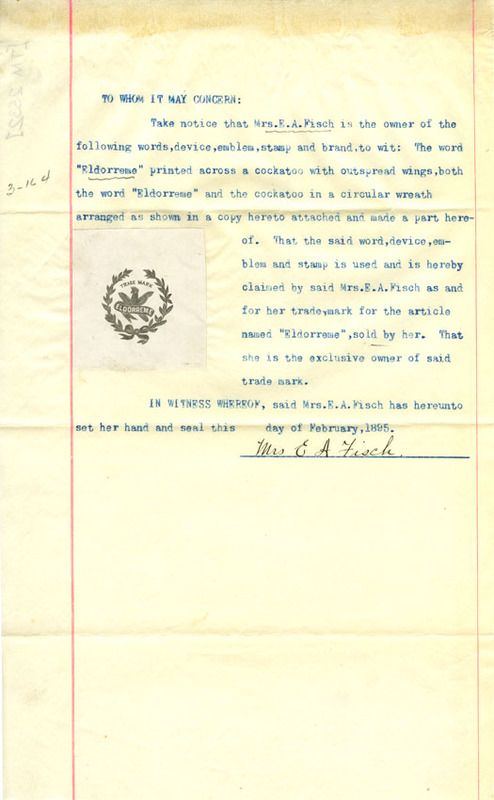 TO WHOM IT MAY CONCERN:
Take notice that Mrs.E.A.Fisch is the owner of the
following words,device,emblem,stamp and brand.to wit: The word
"Eldorreme" printed across a cockatoo with outspread wings,both
the word "Eldorreme" and the cockatoo in a circular wreath
3-164
arranged as shown in a copy hereto attached and made a part here-
of. That the said word,device,em-
blem and stamp is used and is hereby
claimed by said Mrs.E.A.Fisch as and
for her trade,mark for the article
named "Eldorreme",sold by her. That
she is the exclusive owner of said
trade mark.
TRADE MARK
ELDORREME
IN WITNESS WHEREOF, said Mrs.E.A.Fisch has hereunto
set her hand and seal this day of February,1895.
Mrs E A Fisch.